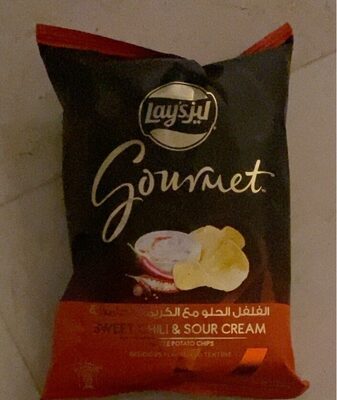 Lay's ليز
Gourmet
الفلفل الحلو مع الكريمة
SWEET CHILI & SOUR CREAM
POTATO CHIPS